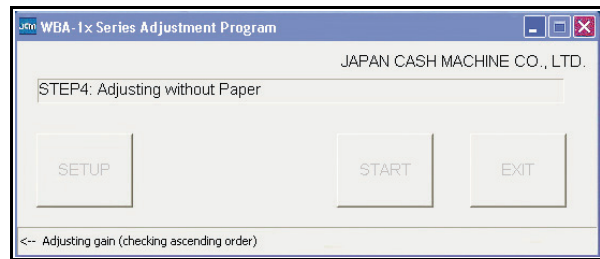 JCM WBA-1x Series Adjustment Program
JAPAN CASH MACHINE CO., LTD.
STEP4: Adjusting without Paper
SETUP START EXIT
<-- Adjusting gain (checking ascending order)